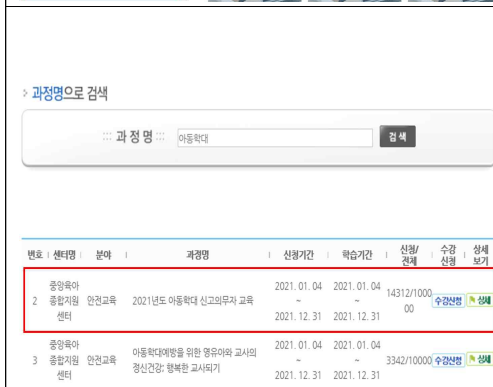 과정명으로 검색
::: 과 정 명 ::: 아동학대 검색
번호 센터명 분야 과정명 신청기간 학습기간 신청/전체 수강신청 상세보기
2 중앙육아종합지원센터 안전교육 2021년도 아동학대 신고의무자 교육 2021. 01. 04 ~ 2021. 12. 31 2021. 01. 04 ~ 2021. 12. 31 14312/100000 수강신청 상세
3 중앙육아종합지원센터 안전교육 아동학대예방을 위한 영유아와 교사의 정신건강: 행복한 교사되기 2021. 01. 04 ~ 2021. 12. 31 2021. 01. 04 ~ 2021. 12. 31 3342/10000 수강신청 상세